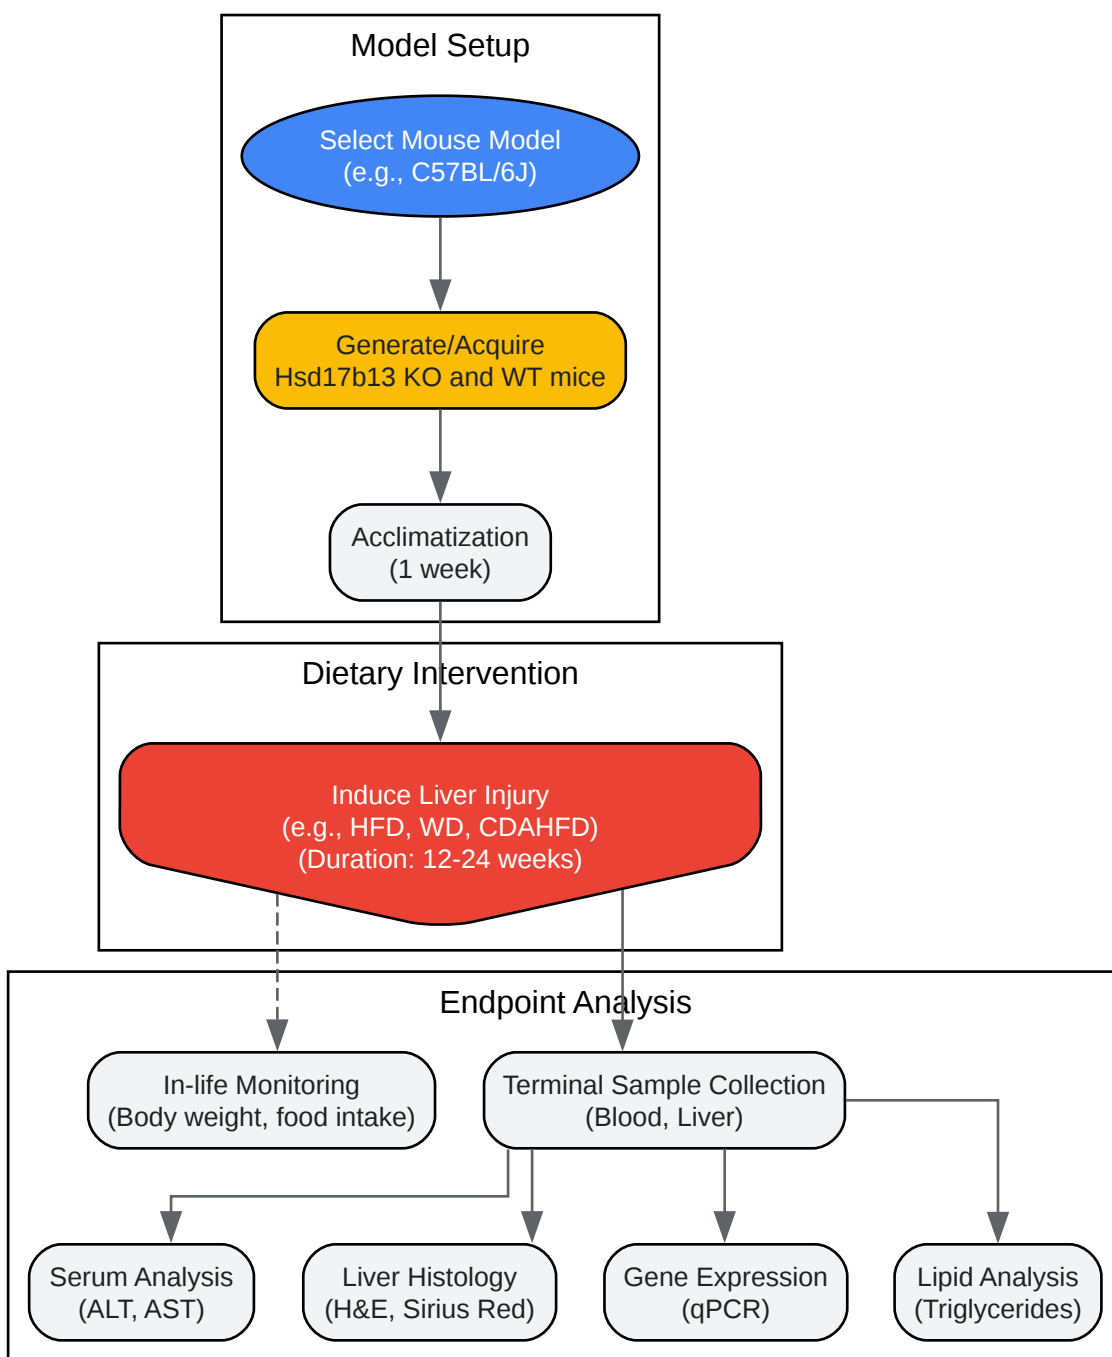 Model Setup
Select Mouse Model
(e.g., C57BL/6J)
Generate/Acquire
Hsd17b13 KO and WT mice
Acclimatization
(1 week)
Dietary Intervention
Induce Liver Injury
(e.g., HFD, WD, CDAHFD)
(Duration: 12-24 weeks)
Endpoint Analysis
In-life Monitoring
(Body weight, food intake)
Terminal Sample Collection
(Blood, Liver)
Serum Analysis
(ALT, AST)
Liver Histology
(H&E, Sirius Red)
Gene Expression
(qPCR)
Lipid Analysis
(Triglycerides)